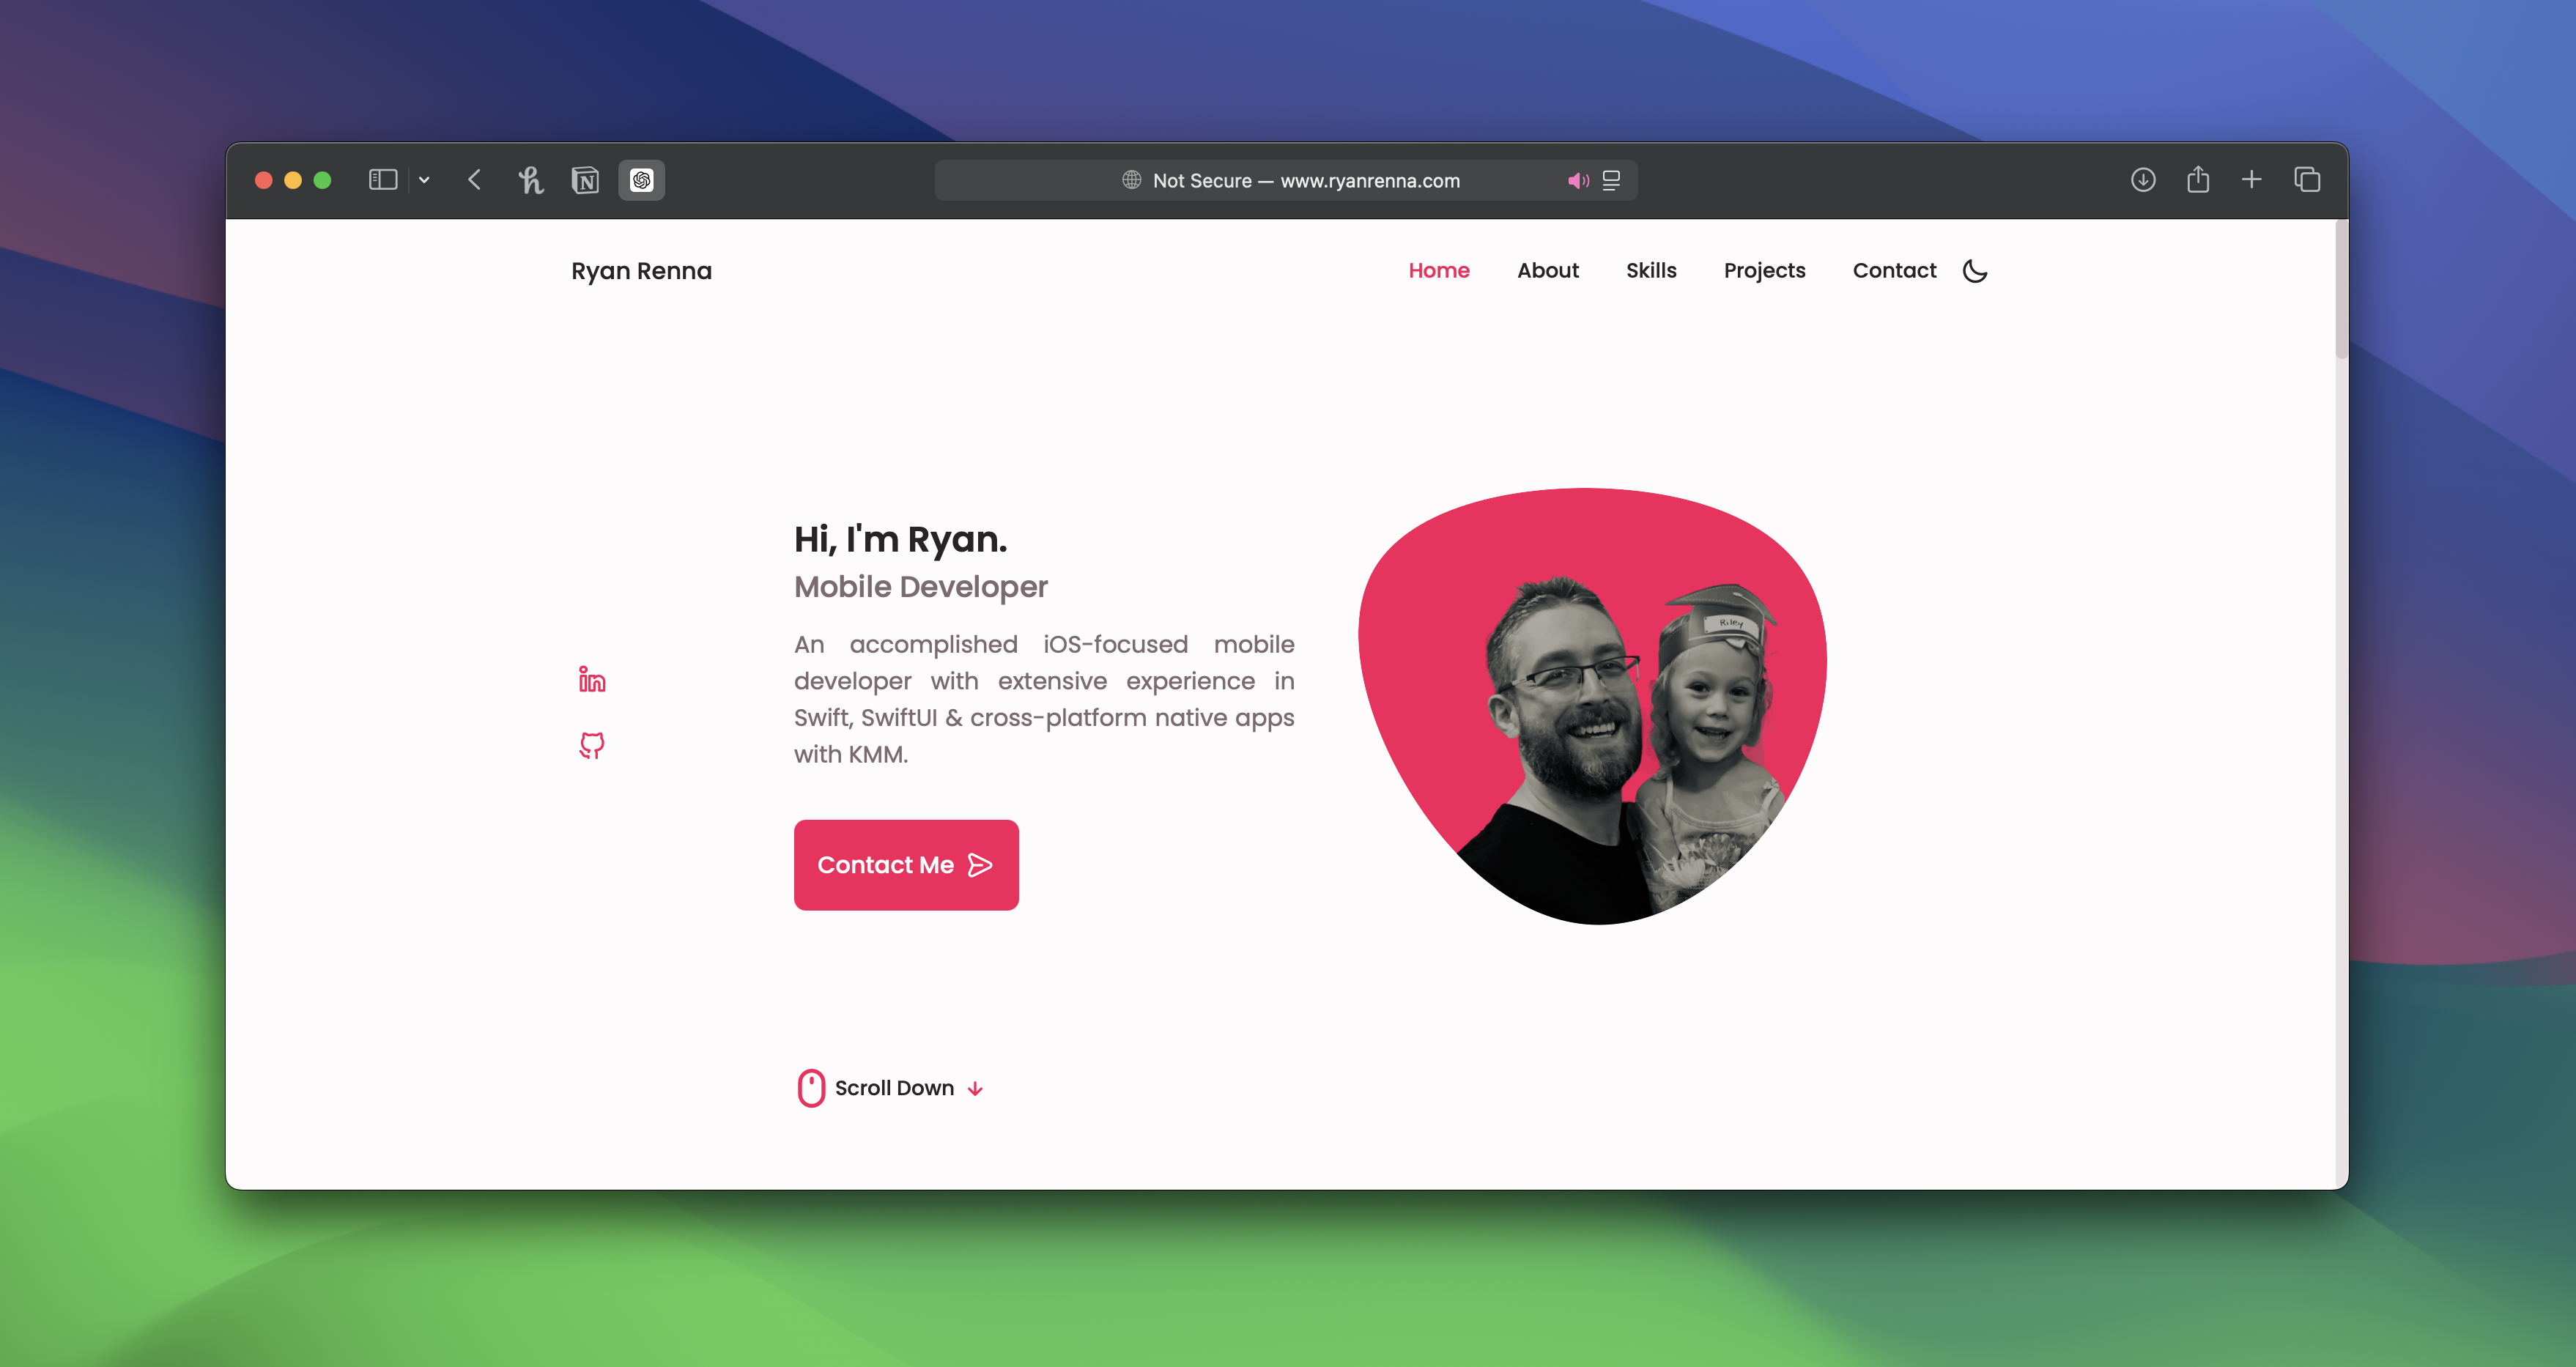 Not Secure — www.ryanrenna.com
Ryan Renna
Home About Skills Projects Contact
Hi, I'm Ryan.
Mobile Developer
An accomplished iOS-focused mobile
developer with extensive experience in
Swift, SwiftUI & cross-platform native apps
with KMM.
Riley
Contact Me
Scroll Down